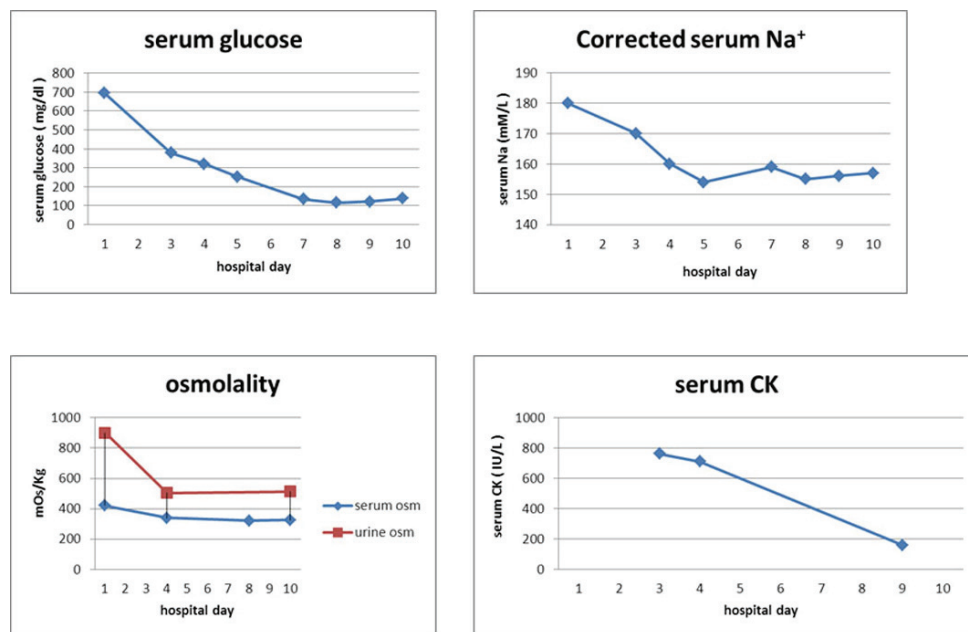 serum glucose
serum glucose ( mg/dl )
800
700
600
500
400
300
200
100
0
1 2 3 4 5 6 7 8 9 10
hospital day
Corrected serum Na⁺
serum Na (mM/L)
190
180
170
160
150
140
1 2 3 4 5 6 7 8 9 10
hospital day
osmolality
mOs/Kg
1000
800
600
400
200
0
1 2 3 4 5 6 7 8 9 10
hospital day
serum osm
urine osm
serum CK
serum CK ( IU/L )
1000
800
600
400
200
0
1 2 3 4 5 6 7 8 9 10
hospital day